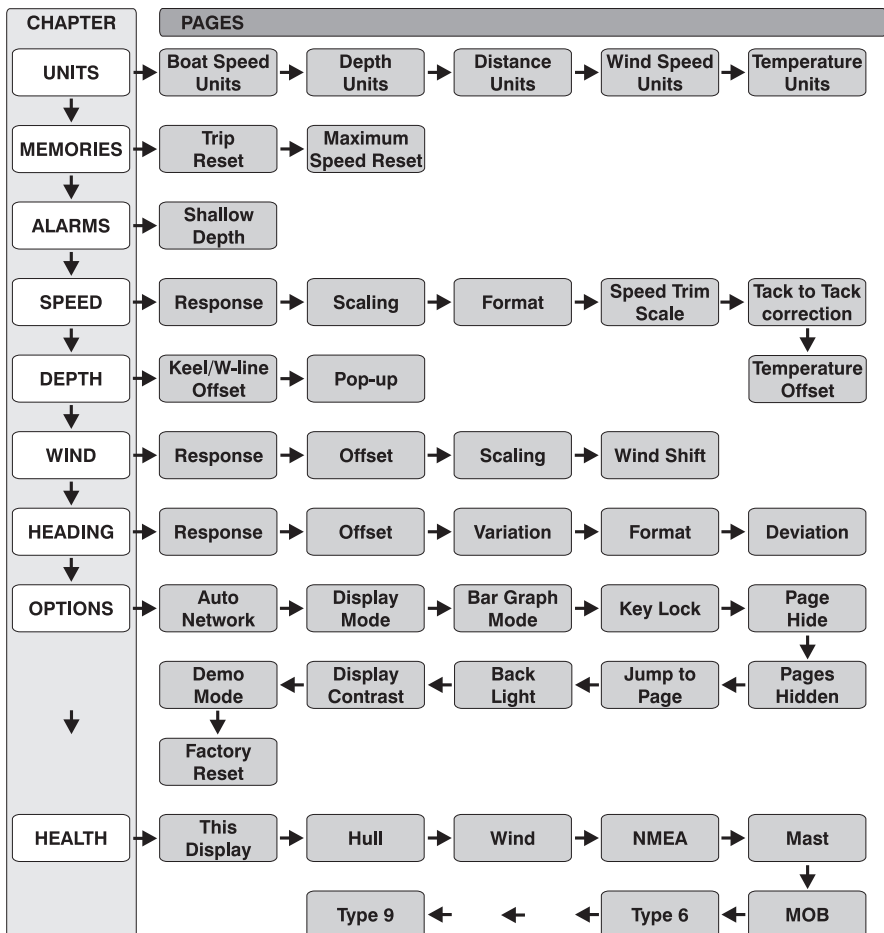 CHAPTER
PAGES
UNITS
Boat Speed
Units
Depth
Units
Distance
Units
Wind Speed
Units
Temperature
Units
MEMORIES
Trip
Reset
Maximum
Speed Reset
ALARMS
Shallow
Depth
SPEED
Response
Scaling
Format
Speed Trim
Scale
Tack to Tack
correction
Temperature
Offset
DEPTH
Keel/W-line
Offset
Pop-up
WIND
Response
Offset
Scaling
Wind Shift
HEADING
Response
Offset
Variation
Format
Deviation
OPTIONS
Auto
Network
Display
Mode
Bar Graph
Mode
Key Lock
Page
Hide
Pages
Hidden
Jump to
Page
Back
Light
Display
Contrast
Demo
Mode
Factory
Reset
HEALTH
This
Display
Hull
Wind
NMEA
Mast
MOB
Type 6
Type 9